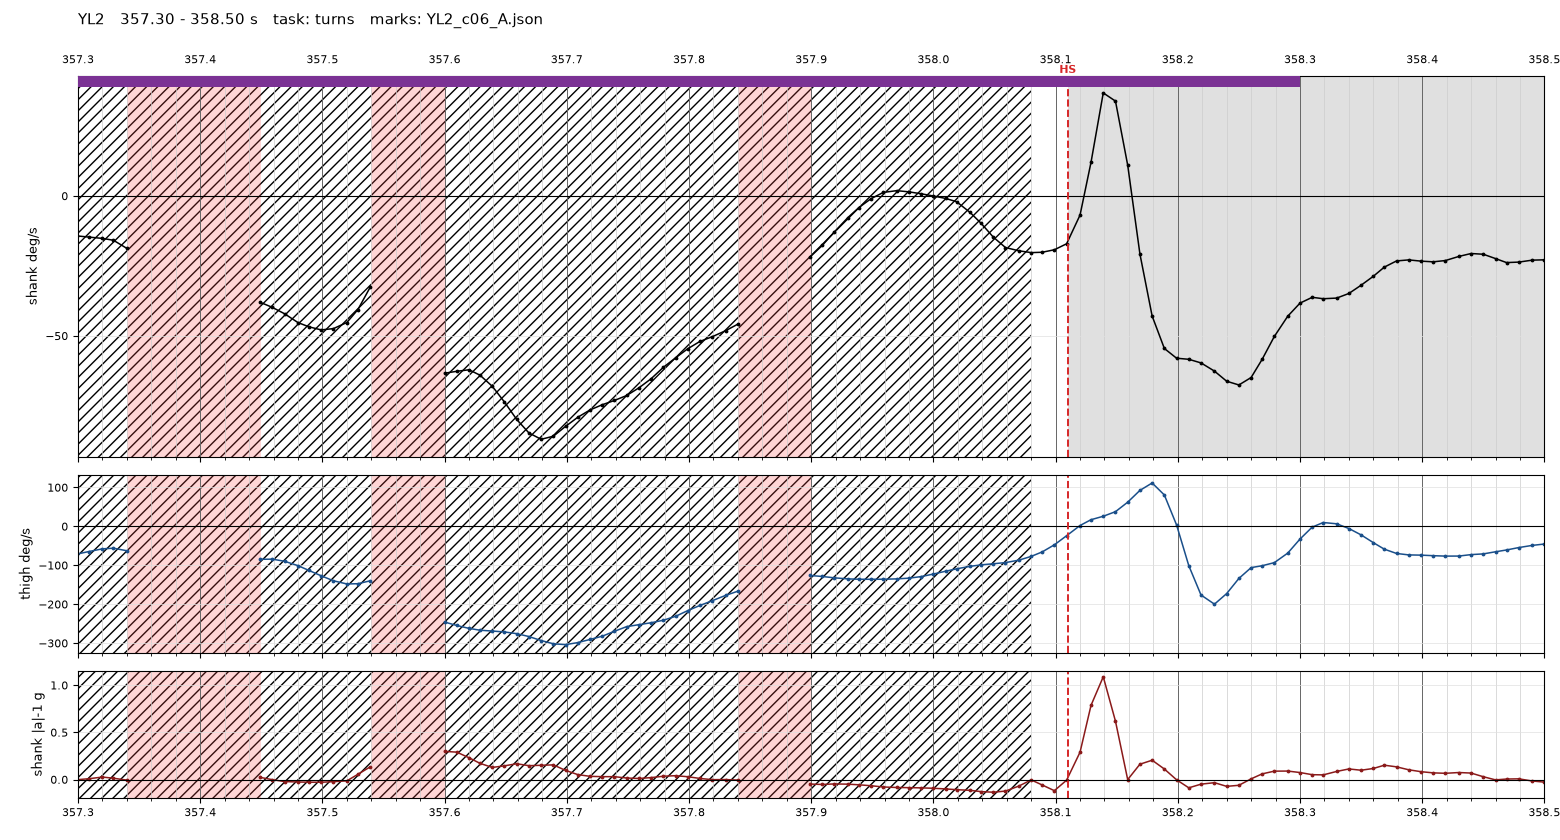 YL2   357.30 - 358.50 s   task: turns   marks: YL2_c06_A.json
357.3 357.4 357.5 357.6 357.7 357.8 357.9 358.0 358.1 358.2 358.3 358.4 358.5
HS
shank deg/s
0
−50
thigh deg/s
100
0
−100
−200
−300
shank |a|-1 g
1.0
0.5
0.0
357.3 357.4 357.5 357.6 357.7 357.8 357.9 358.0 358.1 358.2 358.3 358.4 358.5